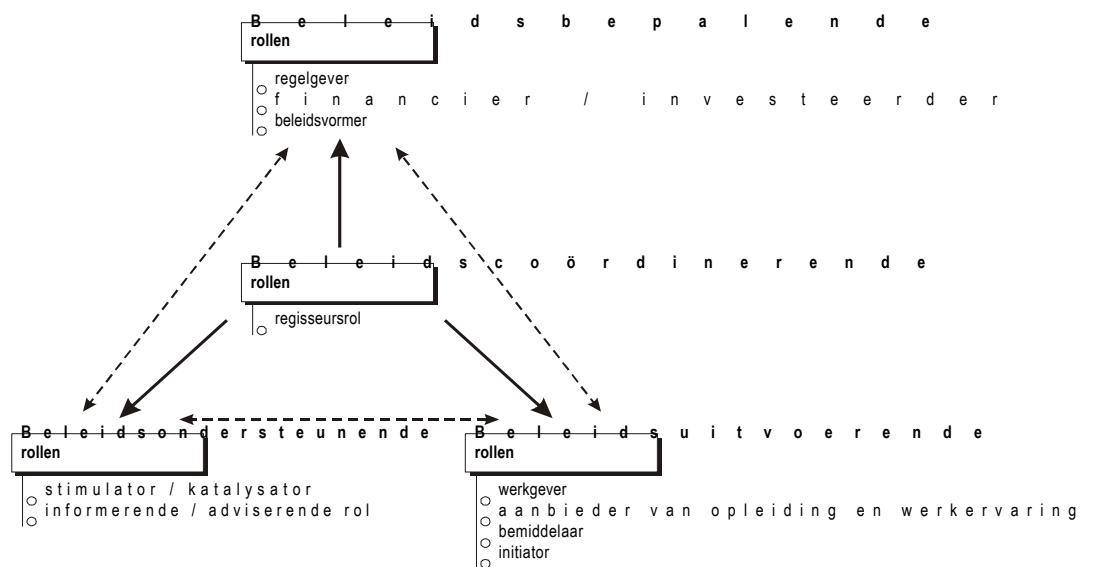 Beleidsbepalende
rollen
regelgever
financier / investeerder
beleidsvormer
Beleidscoördinerende
rollen
regisseursrol
Beleidsondersteunende
rollen
stimulator / katalysator
informerende / adviserende rol
Beleidsuitvoerende
rollen
werkgever
aanbieder van opleiding en werkervaring
bemiddelaar
initiator